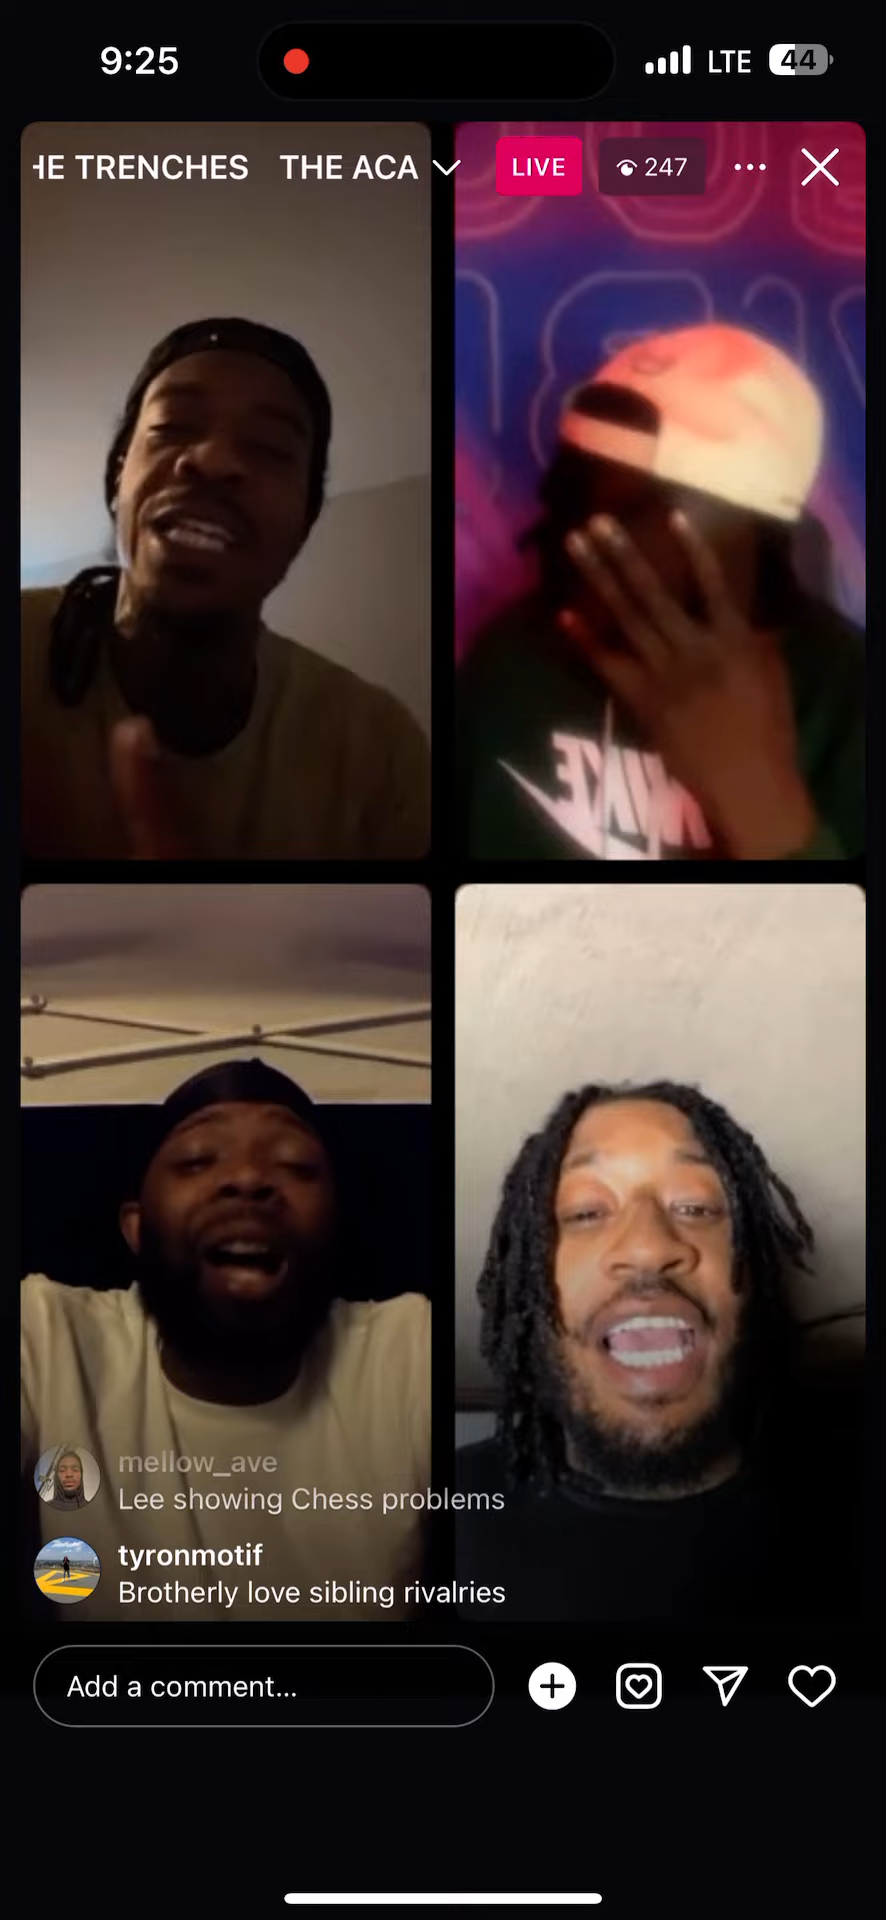 9:25
LTE
44
HE TRENCHES THE ACA
LIVE
247
NIKE
mellow_ave
Lee showing Chess problems
tyronmotif
Brotherly love sibling rivalries
Add a comment...